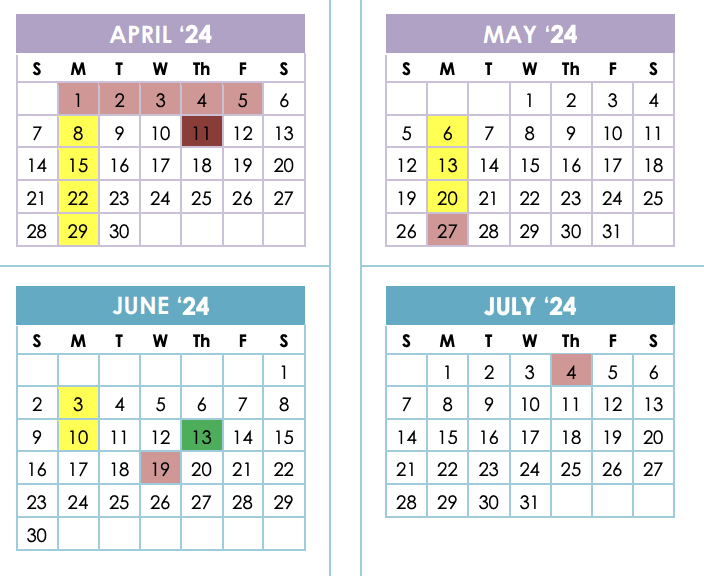 APRIL ‘24
S M T W Th F S
1 2 3 4 5 6
7 8 9 10 11 12 13
14 15 16 17 18 19 20
21 22 23 24 25 26 27
28 29 30
MAY ‘24
S M T W Th F S
1 2 3 4
5 6 7 8 9 10 11
12 13 14 15 16 17 18
19 20 21 22 23 24 25
26 27 28 29 30 31
JUNE ‘24
S M T W Th F S
1
2 3 4 5 6 7 8
9 10 11 12 13 14 15
16 17 18 19 20 21 22
23 24 25 26 27 28 29
30
JULY ‘24
S M T W Th F S
1 2 3 4 5 6
7 8 9 10 11 12 13
14 15 16 17 18 19 20
21 22 23 24 25 26 27
28 29 30 31